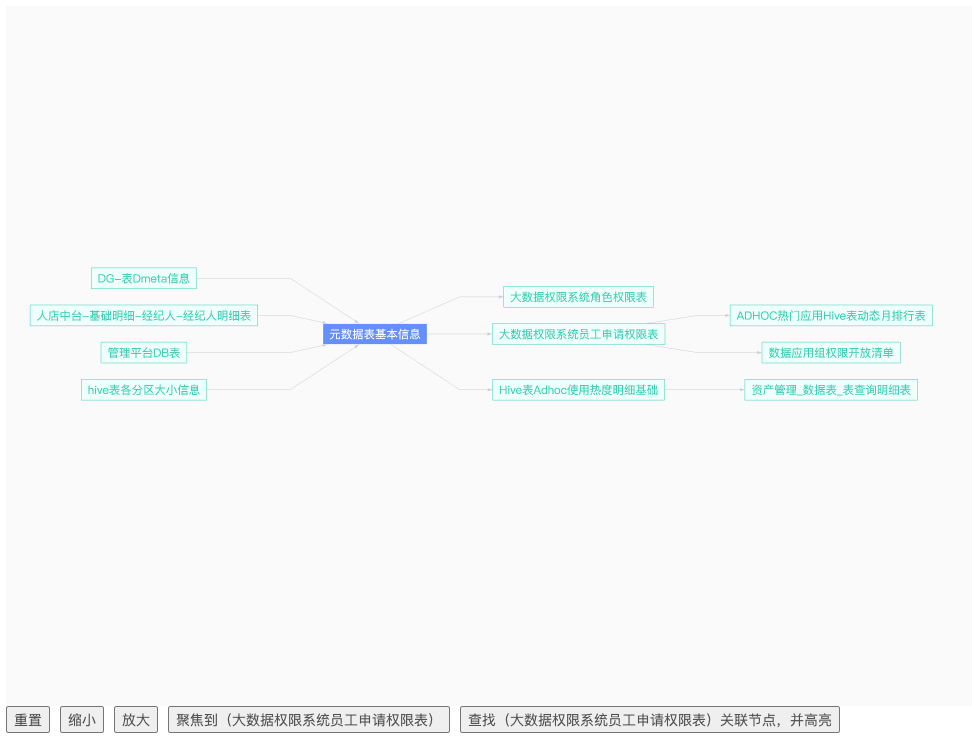 DG-表Dmeta信息
人店中台-基础明细-经纪人-经纪人明细表
管理平台DB表
hive表各分区大小信息
元数据表基本信息
大数据权限系统角色权限表
大数据权限系统员工申请权限表
Hive表Adhoc使用热度明细基础
ADHOC热门应用Hive表动态月排行表
数据应用组权限开放清单
资产管理_数据表_表查询明细表
重置 缩小 放大 聚焦到（大数据权限系统员工申请权限表） 查找（大数据权限系统员工申请权限表）关联节点，并高亮